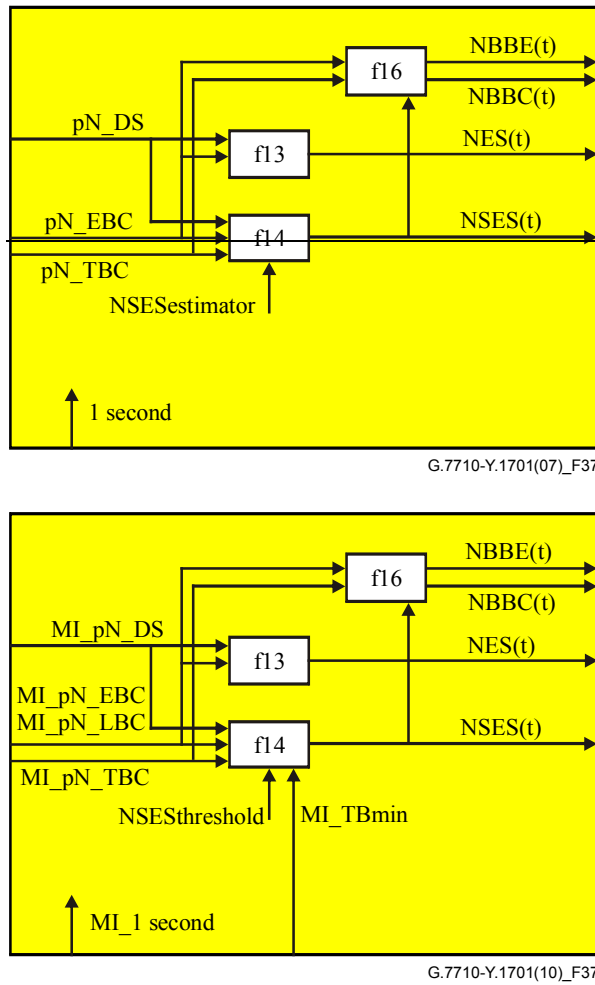 NBBE(t)
f16
NBBC(t)
pN_DS
NES(t)
f13
pN_EBC
NSES(t)
f14
pN_TBC
NSESestimator
1 second
G.7710-Y.1701(07)_F37
NBBE(t)
f16
NBBC(t)
MI_pN_DS
NES(t)
f13
MI_pN_EBC
MI_pN_LBC
NSES(t)
f14
MI_pN_TBC
NSESthreshold
MI_TBmin
MI_1 second
G.7710-Y.1701(10)_F37